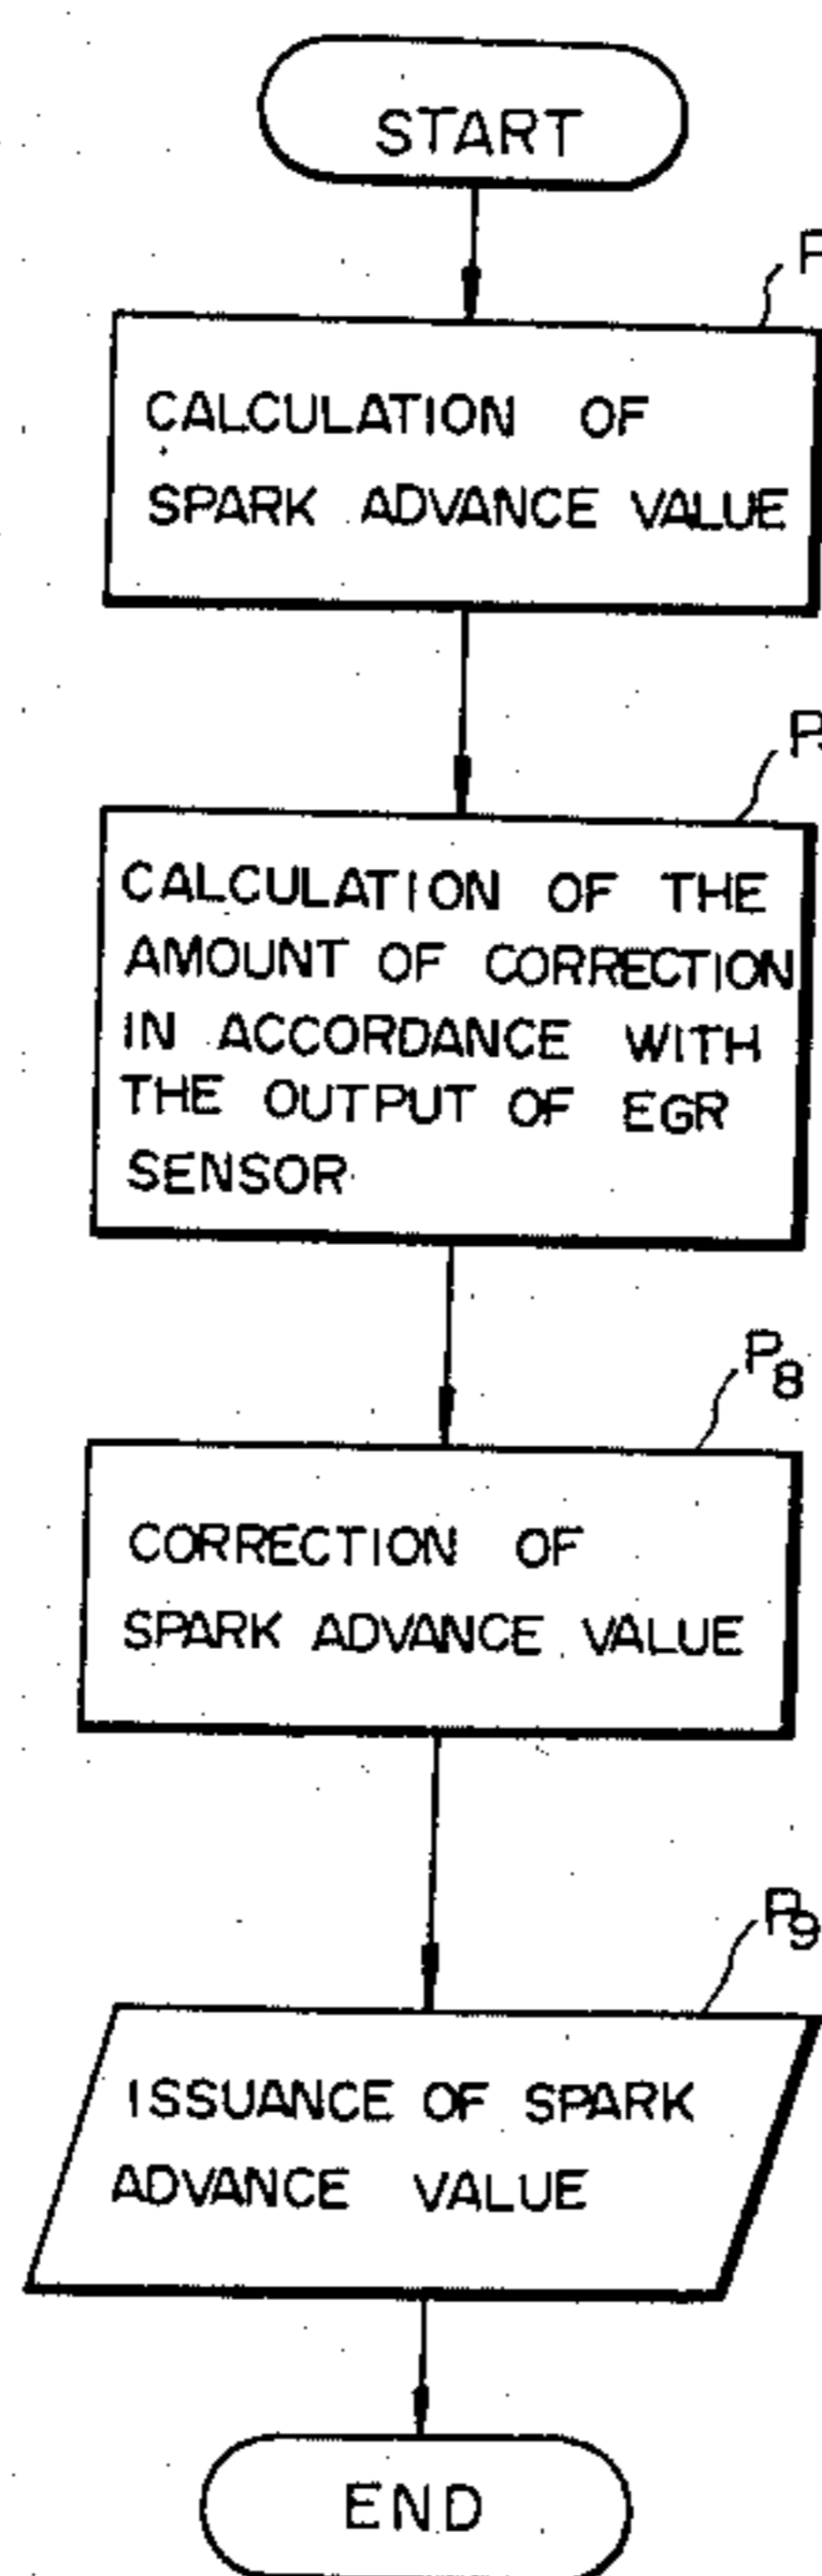 START
CALCULATION OF
SPARK ADVANCE VALUE
CALCULATION OF THE
AMOUNT OF CORRECTION
IN ACCORDANCE WITH
THE OUTPUT OF EGR
SENSOR
P8
CORRECTION OF
SPARK ADVANCE VALUE
P9
ISSUANCE OF SPARK
ADVANCE VALUE
END